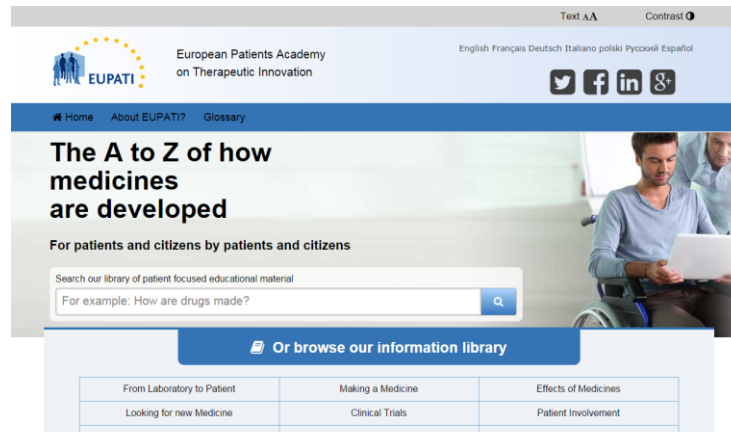 Text AA
Contrast
EUPATI
European Patients Academy
on Therapeutic Innovation
English Français Deutsch Italiano polski Русский Español
Home About EUPATI? Glossary
The A to Z of how
medicines
are developed
For patients and citizens by patients and citizens
Search our library of patient focused educational material
For example: How are drugs made?
Or browse our information library
From Laboratory to Patient
Making a Medicine
Effects of Medicines
Looking for new Medicine
Clinical Trials
Patient Involvement